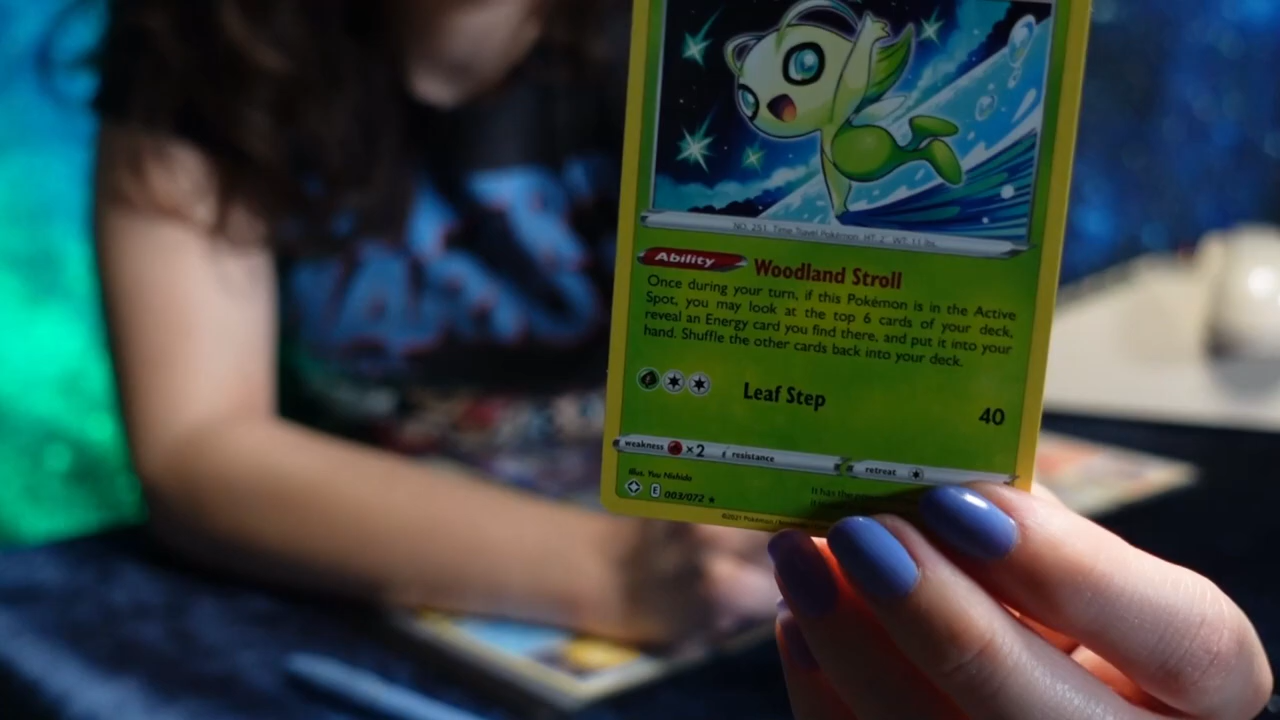 NO. 251 Time Travel Pokémon HT: 2' WT: 11 lbs.
Ability Woodland Stroll
Once during your turn, if this Pokémon is in the Active
Spot, you may look at the top 6 cards of your deck,
reveal an Energy card you find there, and put it into your
hand. Shuffle the other cards back into your deck.
Leaf Step 40
weakness ×2 resistance retreat
Illus. Yuu Nishida
It has the
E 003/072 ★
©2021 Pokémon